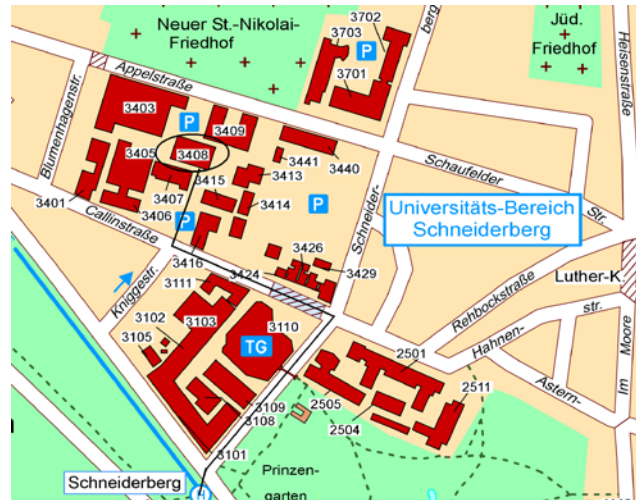 Neuer St.-Nikolai-
Friedhof
3702
3703
P
3701
berg
Jüd.
Friedhof
Heisenstraße
Appelstraße
Blumenhagenstr.
3403
P
3409
3405
3408
3441
3440
3413
3415
3407
3414
P
3401
3406
P
Callinstraße
3416
Schaufelder
Str.
Schneider-
Universitäts-Bereich
Schneiderberg
3426
3424
3429
Luther-K.
Kniggestr.
3111
3102
3103
3105
3110
TG
Rehbockstraße
Hahnen-
str.
Astern-
Im
Moore
2501
2511
2505
2504
3109
3108
3101
Schneiderberg
H
Prinzen-
garten